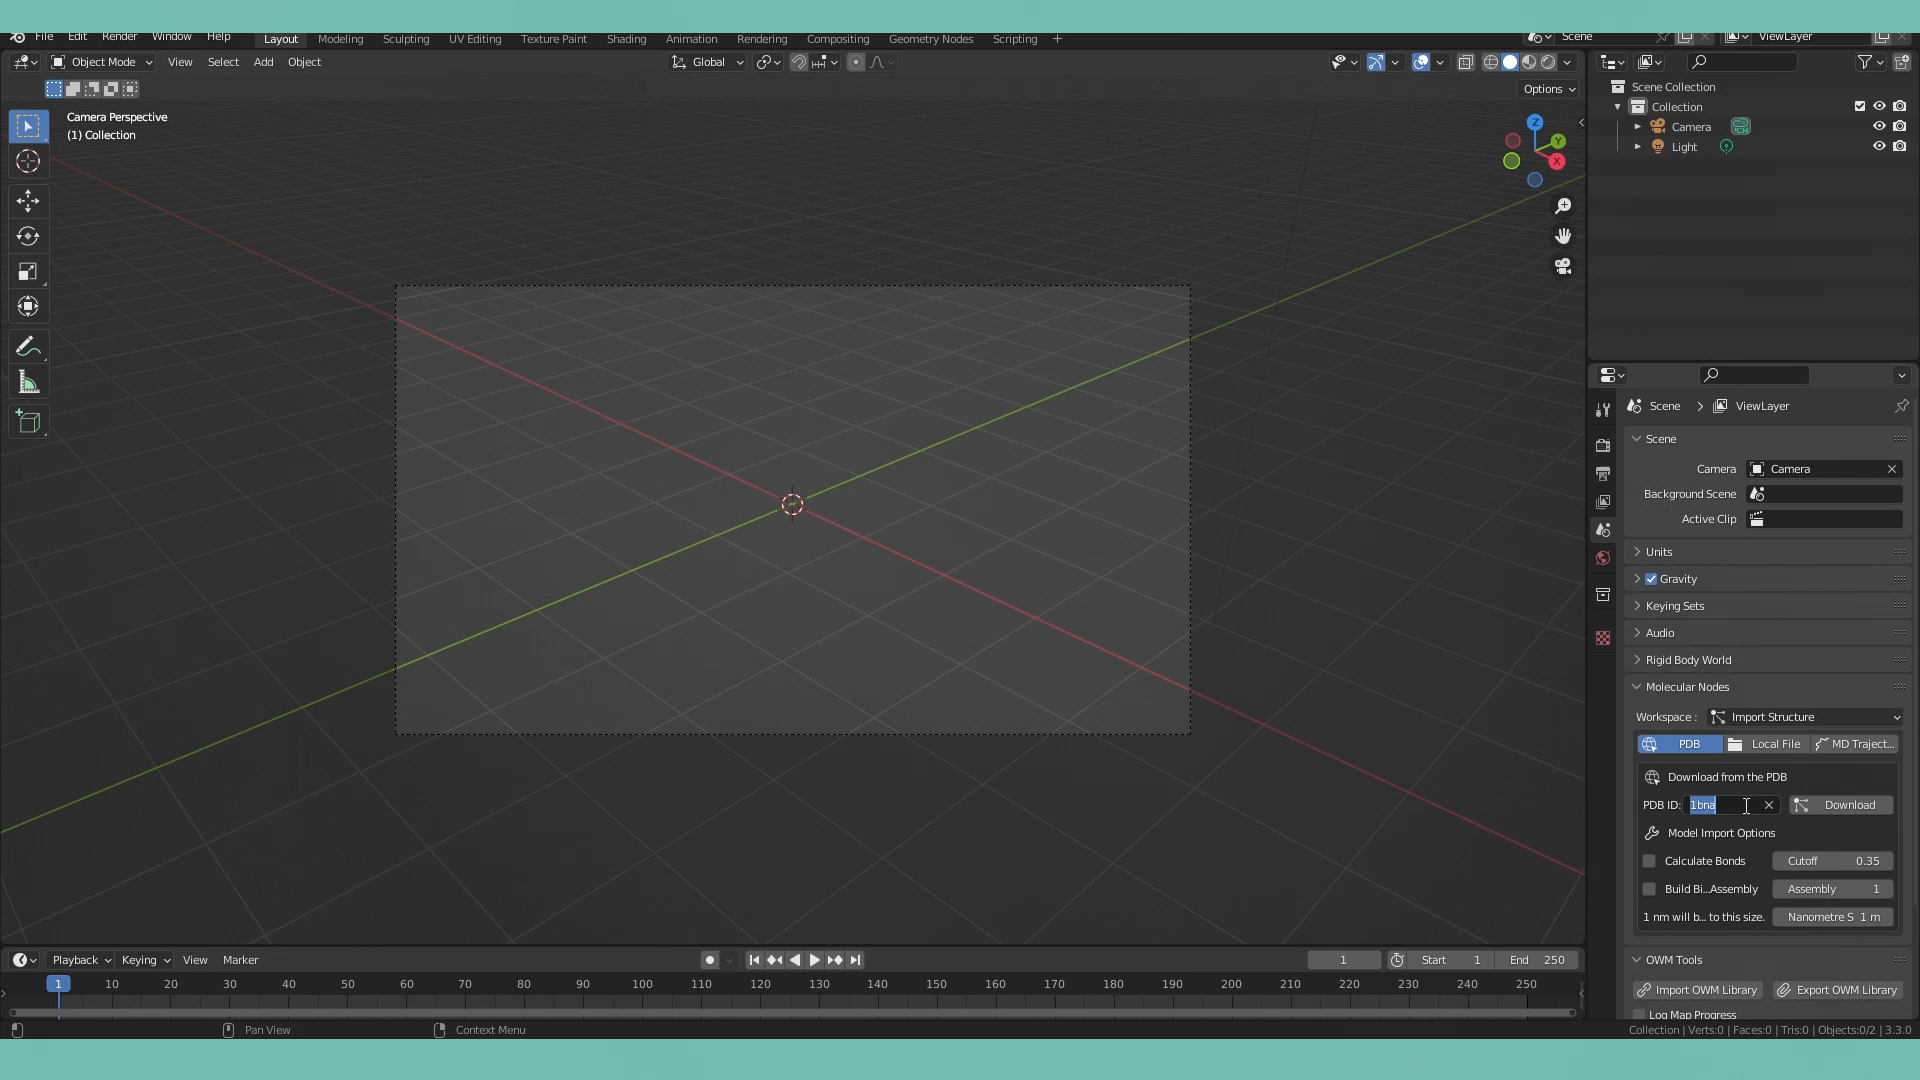 File Edit Render Window Help Layout Modeling Sculpting UV Editing Texture Paint Shading Animation Rendering Compositing Geometry Nodes Scripting + Scene ViewLayer
Object Mode View Select Add Object Global
Options
Camera Perspective
(1) Collection
Z
Y
X
Scene Collection
Collection
Camera
Light
Scene > ViewLayer
Scene
Camera Camera
Background Scene
Active Clip
Units
Gravity
Keying Sets
Audio
Rigid Body World
Molecular Nodes
Workspace : Import Structure
PDB Local File MD Traject...
Download from the PDB
PDB ID: 1bna Download
Model Import Options
Calculate Bonds Cutoff 0.35
Build Bi...Assembly Assembly 1
1 nm will b... to this size. Nanometre S 1 m
OWM Tools
Import OWM Library Export OWM Library
Log Map Progress
Playback Keying View Marker 1 Start 1 End 250
1 10 20 30 40 50 60 70 80 90 100 110 120 130 140 150 160 170 180 190 200 210 220 230 240 250
Pan View Context Menu Collection | Verts:0 | Faces:0 | Tris:0 | Objects:0/2 | 3.3.0